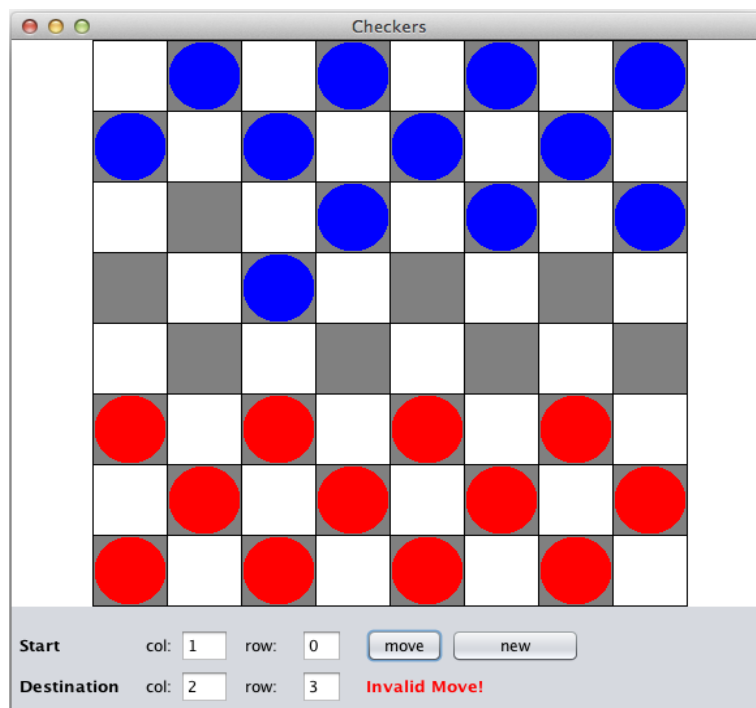 Checkers
Start col: 1 row: 0 move new
Destination col: 2 row: 3 Invalid Move!